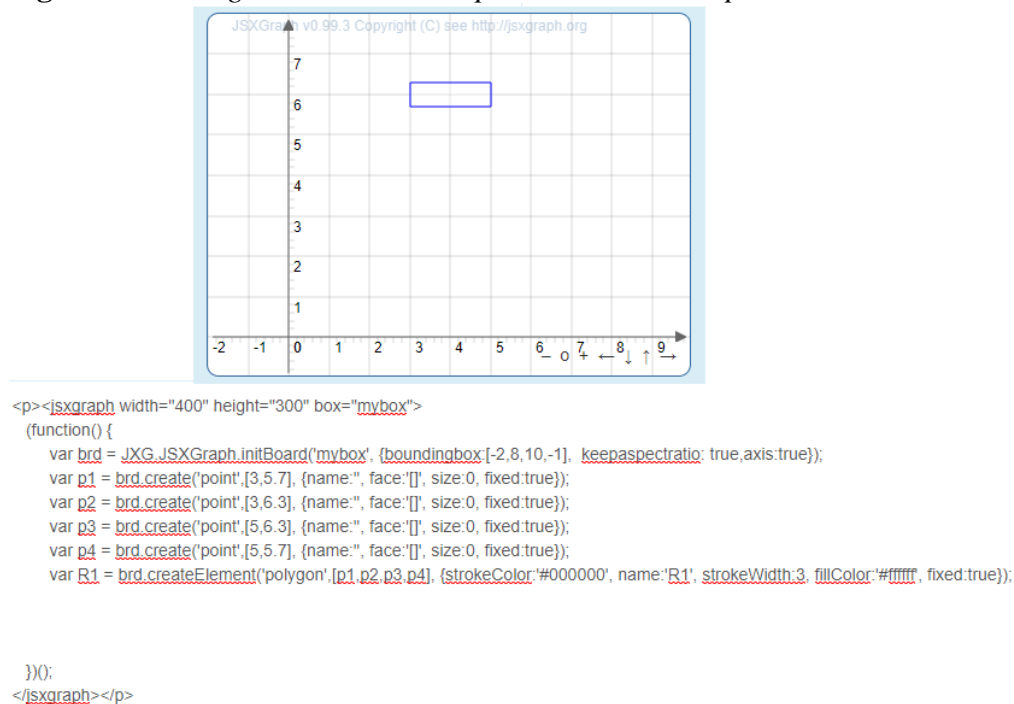 JSXGraph v0.99.3 Copyright (C) see http://jsxgraph.org
7
6
5
4
3
2
1
-2 -1 0 1 2 3 4 5 6 7 8 9
– o + ← ↓ ↑ →
<p><jsxgraph width="400" height="300" box="mybox">
(function() {
var brd = JXG.JSXGraph.initBoard('mybox', {boundingbox:[-2,8,10,-1], keepaspectratio: true,axis:true});
var p1 = brd.create('point',[3,5.7], {name:'', face:'[]', size:0, fixed:true});
var p2 = brd.create('point',[3,6.3], {name:'', face:'[]', size:0, fixed:true});
var p3 = brd.create('point',[5,6.3], {name:'', face:'[]', size:0, fixed:true});
var p4 = brd.create('point',[5,5.7], {name:'', face:'[]', size:0, fixed:true});
var R1 = brd.createElement('polygon',[p1,p2,p3,p4], {strokeColor:'#000000', name:'R1', strokeWidth:3, fillColor:'#ffffff', fixed:true});
})();
</jsxgraph></p>